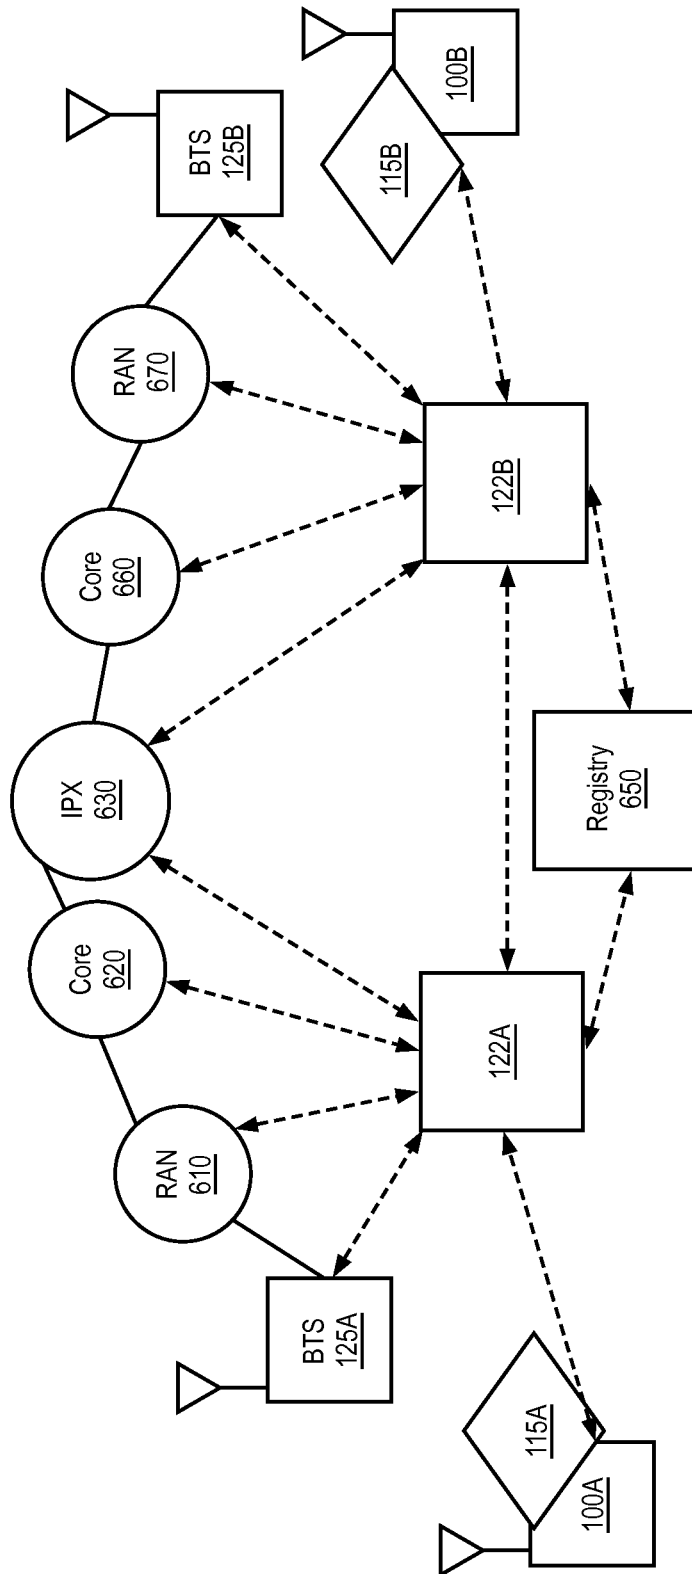 BTS
125A
RAN
610
Core
620
IPX
630
Core
660
RAN
670
BTS
125B
115A
100A
122A
122B
115B
100B
Registry
650